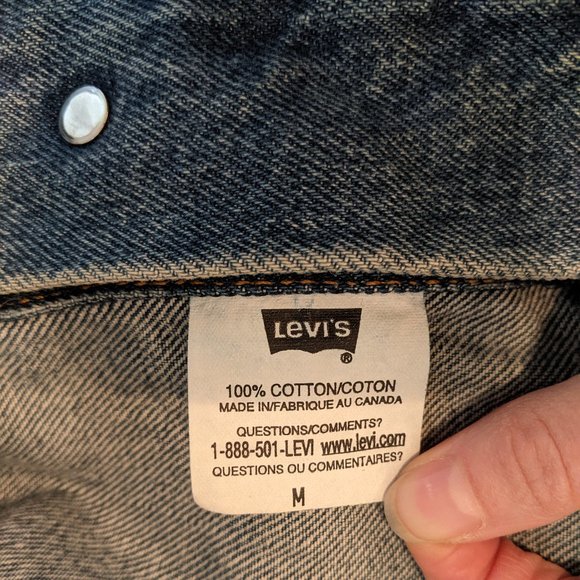 Levi's
®
100% COTTON/COTON
MADE IN/FABRIQUE AU CANADA
QUESTIONS/COMMENTS?
1-888-501-LEVI www.levi.com
QUESTIONS OU COMMENTAIRES?
M